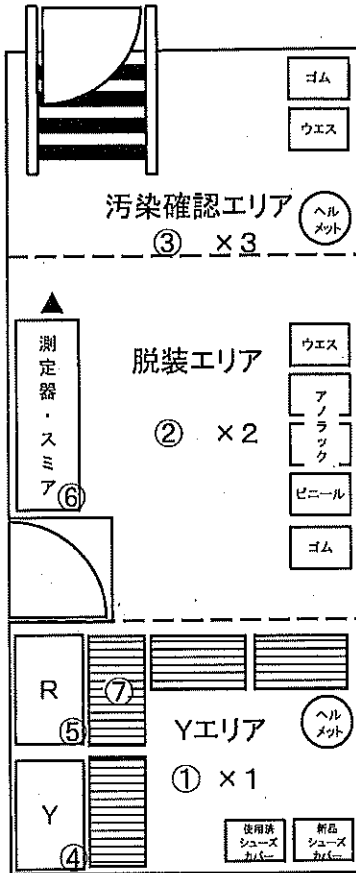 ゴム
ウエス
汚染確認エリア
ヘル
メット
③ ×3
▲
測定器・スミア
⑥
脱装エリア
② ×2
ウエス
アノラック
ビニール
ゴム
R
⑤
⑦
Yエリア
ヘル
メット
① ×1
Y
④
使用済
シューズ
カバー
新品
シューズ
カバー